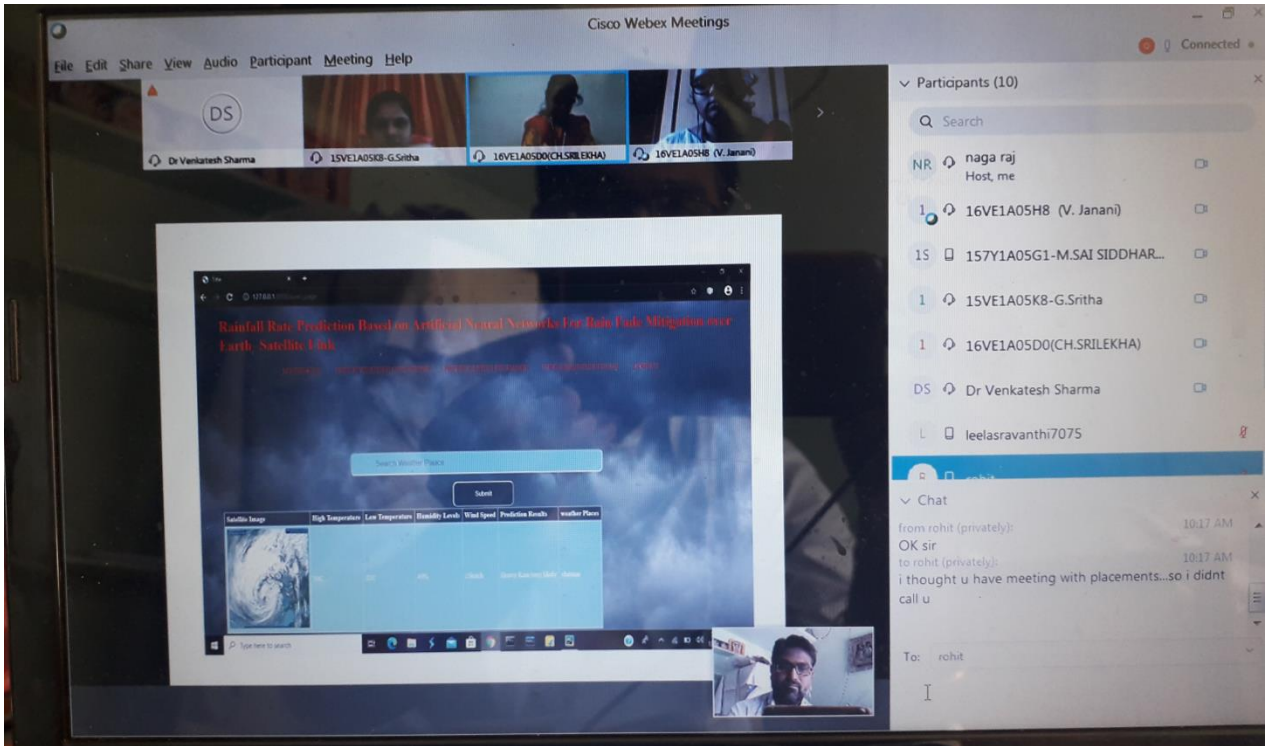 Cisco Webex Meetings
Connected
File Edit Share View Audio Participant Meeting Help
DS
Dr Venkatesh Sharma
15VE1A05K8-G.Sritha
16VE1A05D0(CH.SRILEKHA)
16VE1A05H8 (V. Janani)
Rainfall Rate Prediction Based on Artificial Neural Networks For Rain Fade Mitigation over
Earth, Satellite Link
Submit
Satellite Image High Temperature Low Temperature Humidity Levels Wind Speed Prediction Results weather Places
Type here to search
Participants (10)
Search
NR naga raj
Host, me
1 16VE1A05H8 (V. Janani)
1S 157Y1A05G1-M.SAI SIDDHAR...
1 15VE1A05K8-G.Sritha
1 16VE1A05D0(CH.SRILEKHA)
DS Dr Venkatesh Sharma
L leelasravanthi7075
Chat
from rohit (privately): 10:17 AM
OK sir
to rohit (privately): 10:17 AM
i thought u have meeting with placements...so i didnt
call u
To: rohit